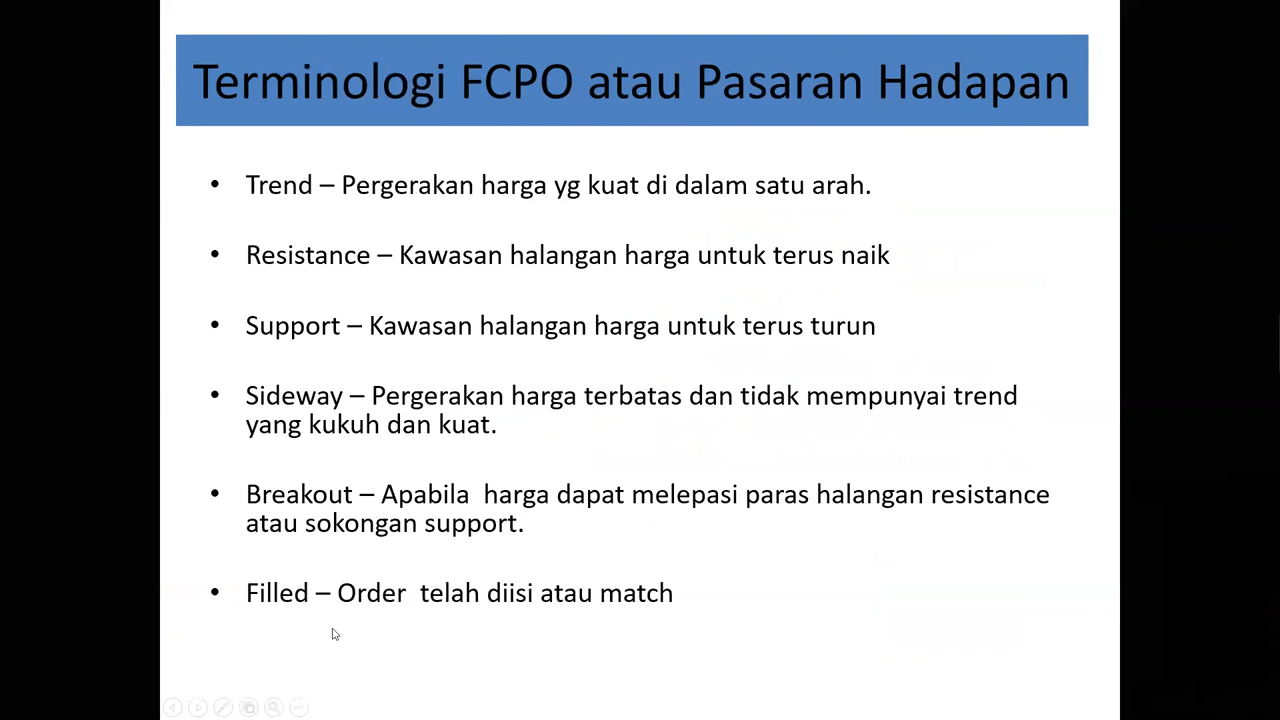 Terminologi FCPO atau Pasaran Hadapan
• Trend – Pergerakan harga yg kuat di dalam satu arah.
• Resistance – Kawasan halangan harga untuk terus naik
• Support – Kawasan halangan harga untuk terus turun
• Sideway – Pergerakan harga terbatas dan tidak mempunyai trend
yang kukuh dan kuat.
• Breakout – Apabila  harga dapat melepasi paras halangan resistance
atau sokongan support.
• Filled – Order  telah diisi atau match